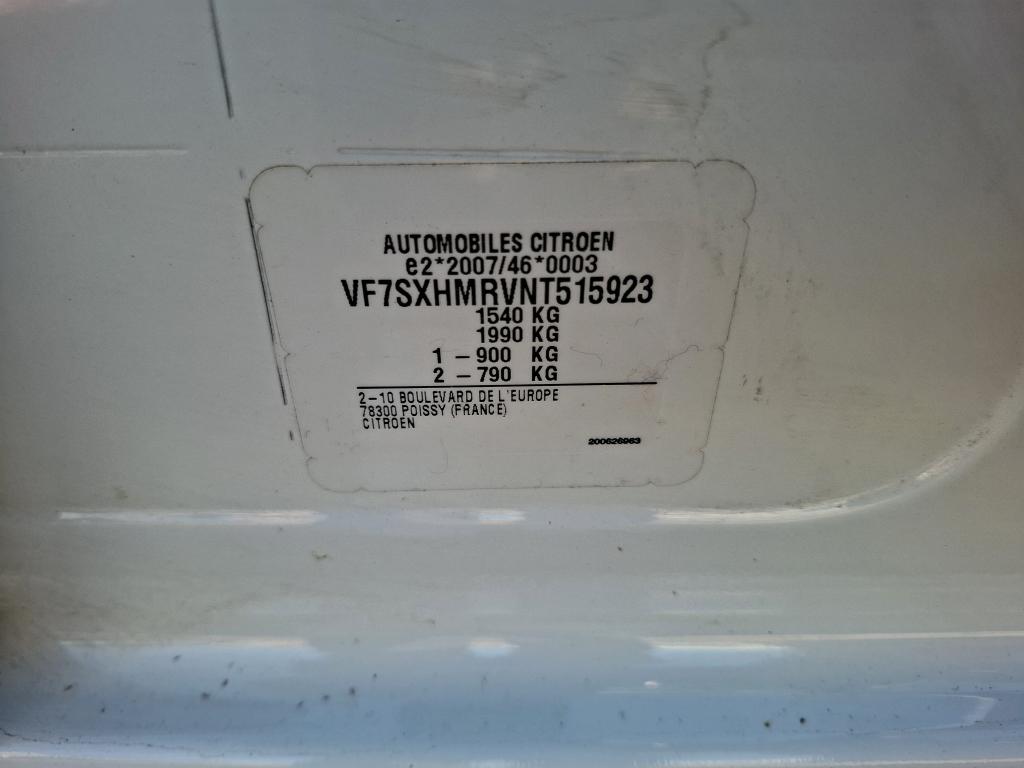 AUTOMOBILES CITROEN
e2*2007/46*0003
VF7SXHMRVNT515923
1540 KG
1990 KG
1 - 900 KG
2 - 790 KG
2-10 BOULEVARD DE L'EUROPE
78300 POISSY (FRANCE)
CITROEN
200626963